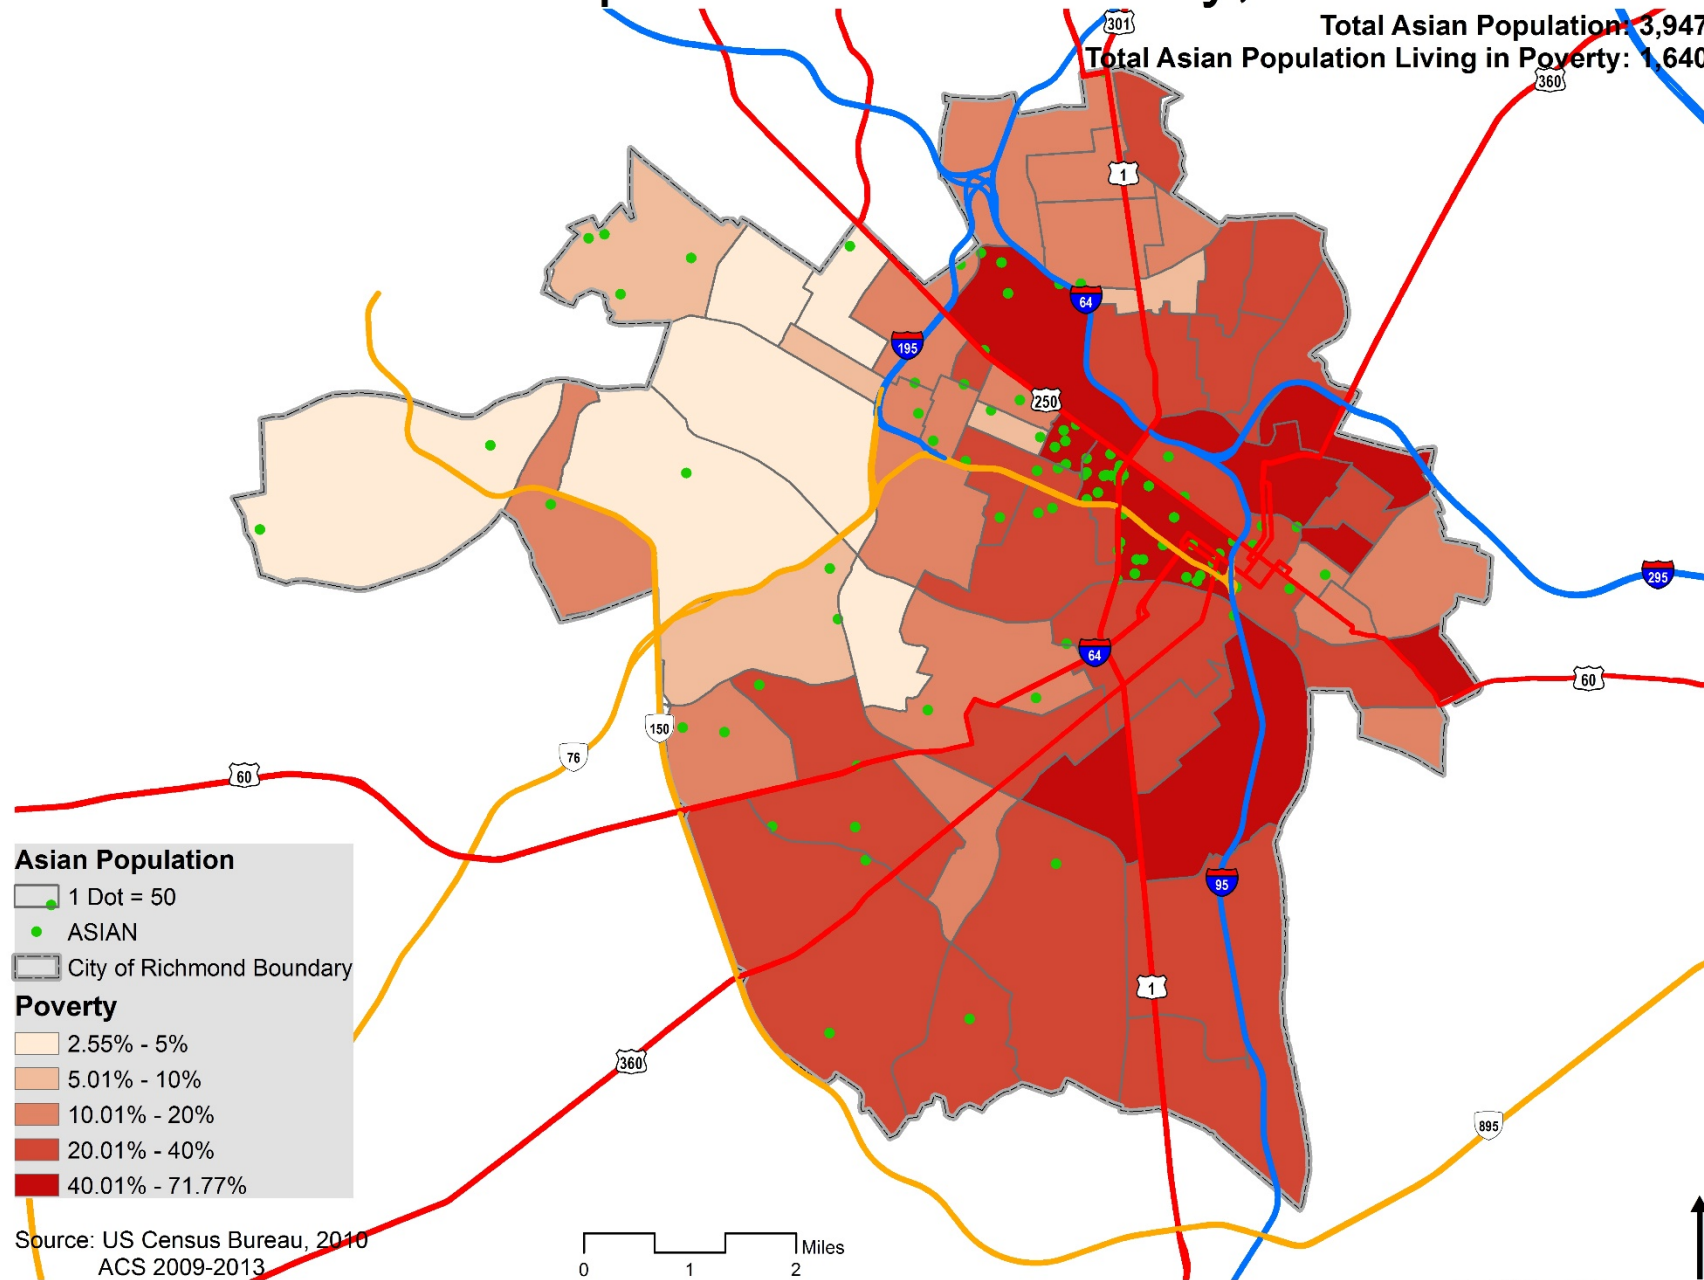 Total Asian Population: 3,947
Total Asian Population Living in Poverty: 1,640
301
360
1
64
195
250
295
64
60
150
76
60
95
1
360
895
Asian Population
1 Dot = 50
ASIAN
City of Richmond Boundary
Poverty
2.55% - 5%
5.01% - 10%
10.01% - 20%
20.01% - 40%
40.01% - 71.77%
Source: US Census Bureau, 2010
ACS 2009-2013
Miles
0 1 2